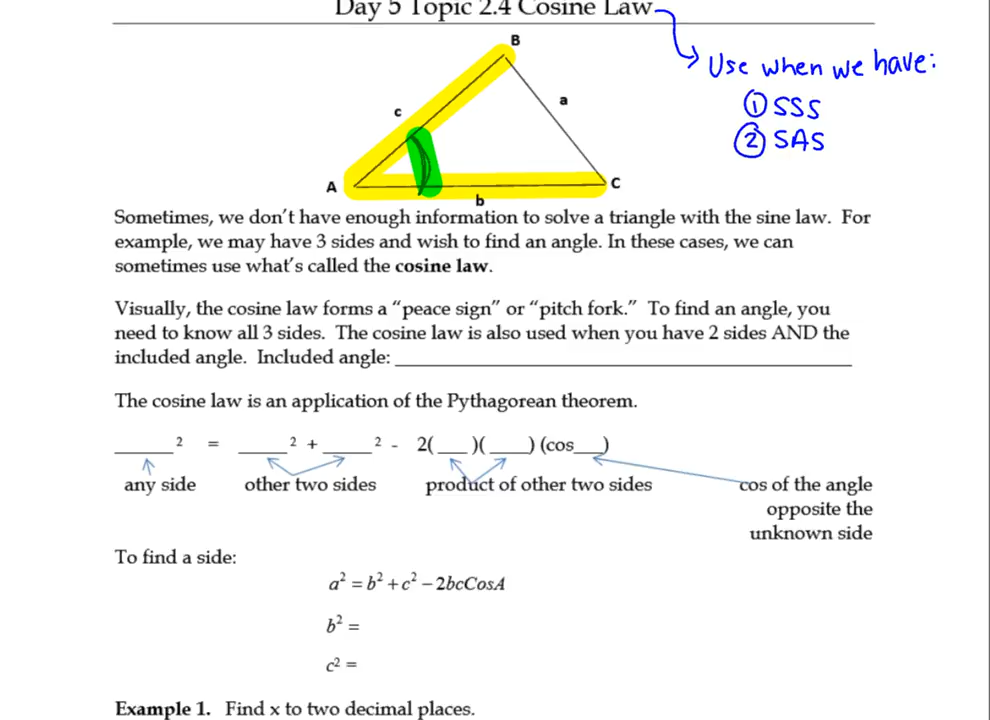 Day 5 Topic 2.4 Cosine Law
Use when we have:
① SSS
② SAS
B
c
a
A
C
b
Sometimes, we don't have enough information to solve a triangle with the sine law. For
example, we may have 3 sides and wish to find an angle. In these cases, we can
sometimes use what's called the cosine law.
Visually, the cosine law forms a "peace sign" or "pitch fork." To find an angle, you
need to know all 3 sides. The cosine law is also used when you have 2 sides AND the
included angle. Included angle: ____________________
The cosine law is an application of the Pythagorean theorem.
_____ ² = ____ ² + ____ ² - 2( ___ )( ___ ) (cos___ )
any side other two sides product of other two sides cos of the angle
opposite the
unknown side
To find a side:
a² = b² + c² − 2bcCosA
b² =
c² =
Example 1. Find x to two decimal places.